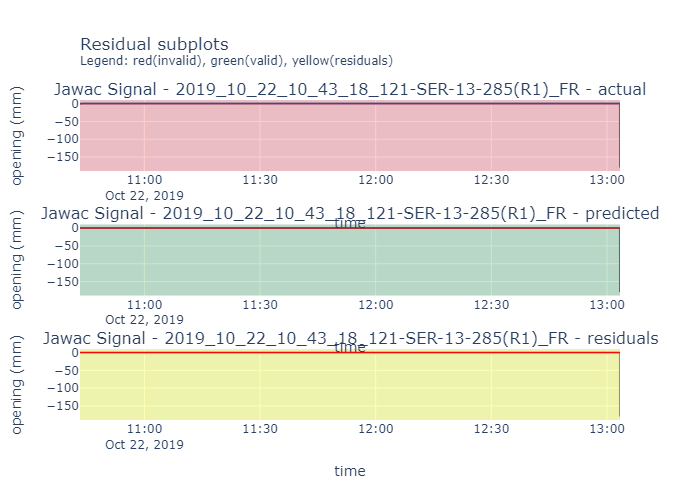 Residual subplots
Legend: red(invalid), green(valid), yellow(residuals)
Jawac Signal - 2019_10_22_10_43_18_121-SER-13-285(R1)_FR - actual
opening (mm)
0
−50
−100
−150
11:00 11:30 12:00 12:30 13:00
Oct 22, 2019
time
Jawac Signal - 2019_10_22_10_43_18_121-SER-13-285(R1)_FR - predicted
opening (mm)
0
−50
−100
−150
11:00 11:30 12:00 12:30 13:00
Oct 22, 2019
time
Jawac Signal - 2019_10_22_10_43_18_121-SER-13-285(R1)_FR - residuals
opening (mm)
0
−50
−100
−150
11:00 11:30 12:00 12:30 13:00
Oct 22, 2019
time